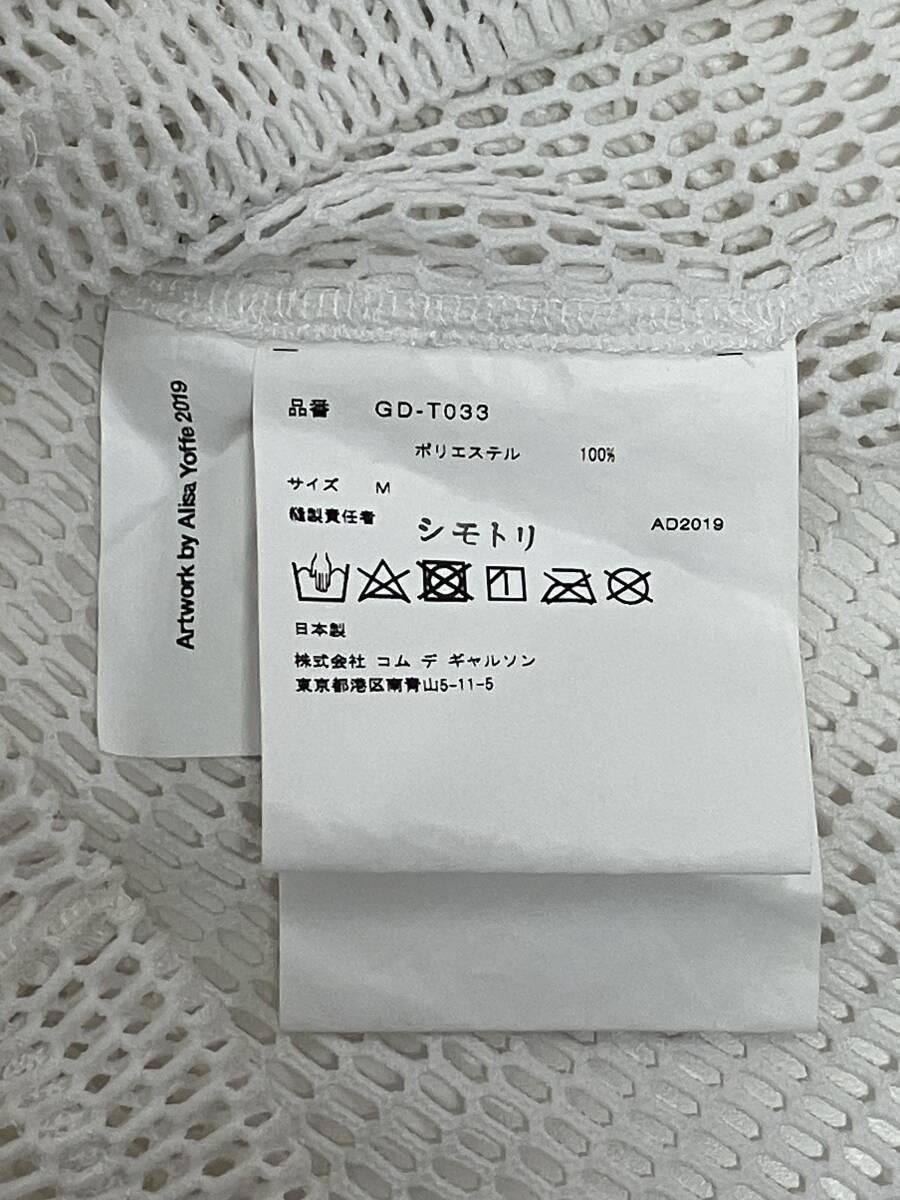 Artwork by Alisa Yoffe 2019
品番 GD-T033
ポリエステル 100%
サイズ M
縫製責任者 シモトリ AD2019
日本製
株式会社 コム デ ギャルソン
東京都港区南青山5-11-5